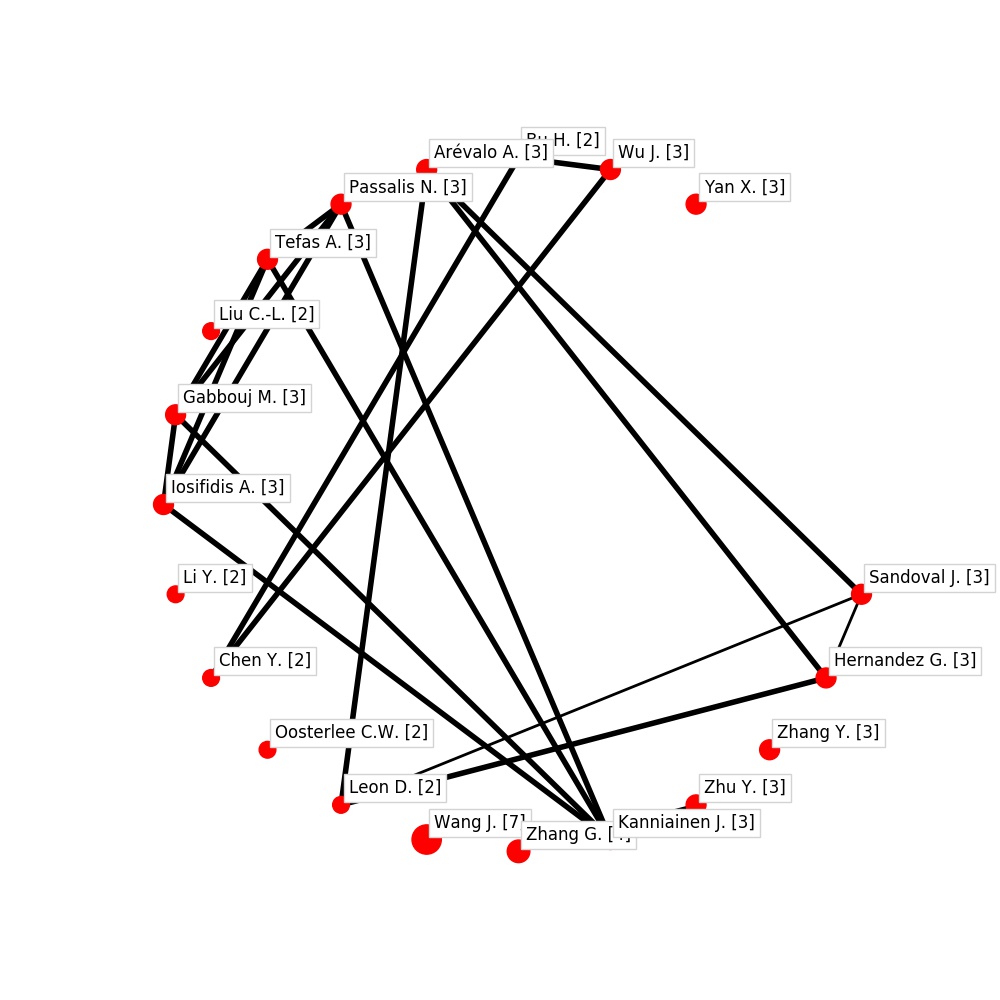 H. [2]
Arévalo A. [3]
Wu J. [3]
Passalis N. [3]
Yan X. [3]
Tefas A. [3]
Liu C.-L. [2]
Gabbouj M. [3]
Iosifidis A. [3]
Li Y. [2]
Sandoval J. [3]
Chen Y. [2]
Hernandez G. [3]
Oosterlee C.W. [2]
Zhang Y. [3]
Leon D. [2]
Zhu Y. [3]
Wang J. [7]
Kanniainen J. [3]
Zhang G.